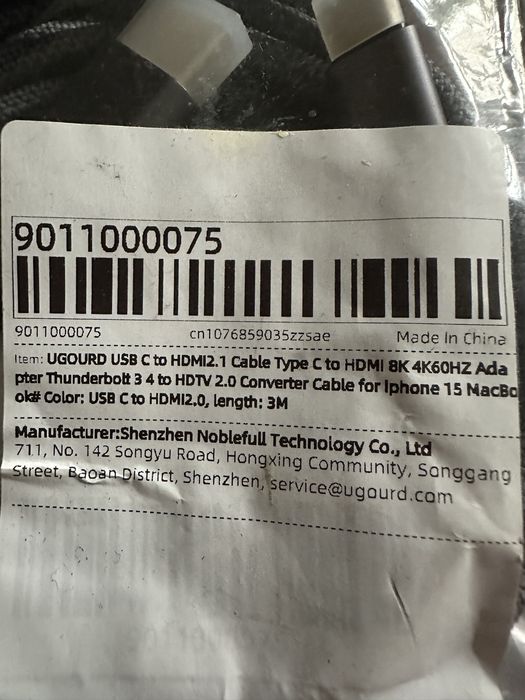 9011000075
9011000075 cn1076859035zzsae Made In China
Item: UGOURD USB C to HDMI2.1 Cable Type C to HDMI 8K 4K60HZ Ada
pter Thunderbolt 3 4 to HDTV 2.0 Converter Cable for Iphone 15 MacBo
ok# Color: USB C to HDMI2.0, length: 3M
Manufacturer:Shenzhen Noblefull Technology Co., Ltd
711, No. 142 Songyu Road, Hongxing Community, Songgang
Street, Baoan District, Shenzhen, service@ugourd.com